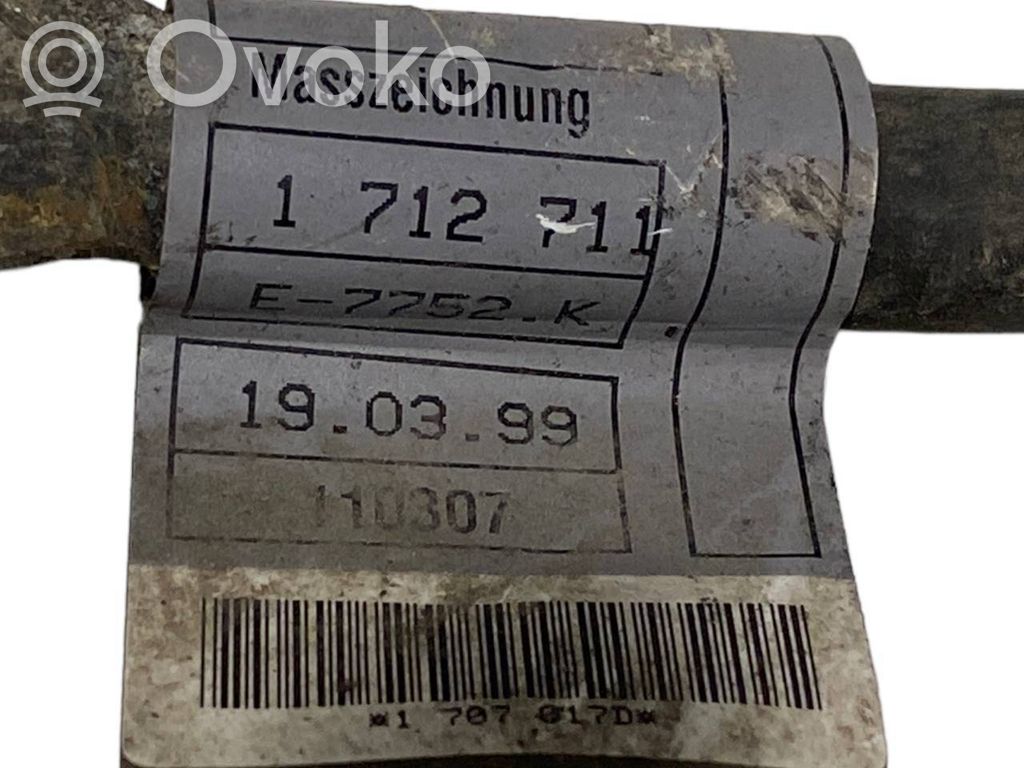 Ovoko
Masszeichnung
1 712 711
E-7752.K
19.03.99
110307
*1 707 017D*